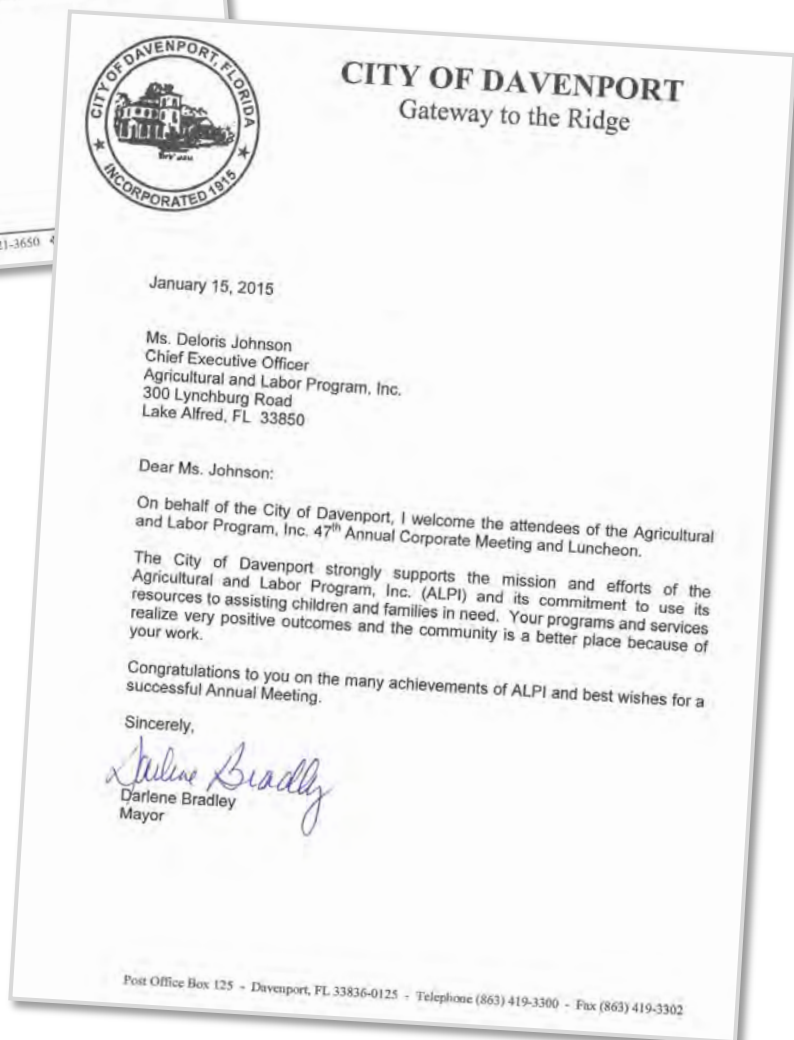 21-3650
CITY OF DAVENPORT, FLORIDA
INCORPORATED 1915
CITY OF DAVENPORT
Gateway to the Ridge
January 15, 2015
Ms. Deloris Johnson
Chief Executive Officer
Agricultural and Labor Program, Inc.
300 Lynchburg Road
Lake Alfred, FL 33850
Dear Ms. Johnson:
On behalf of the City of Davenport, I welcome the attendees of the Agricultural
and Labor Program, Inc. 47th Annual Corporate Meeting and Luncheon.
The City of Davenport strongly supports the mission and efforts of the
Agricultural and Labor Program, Inc. (ALPI) and its commitment to use its
resources to assisting children and families in need. Your programs and services
realize very positive outcomes and the community is a better place because of
your work.
Congratulations to you on the many achievements of ALPI and best wishes for a
successful Annual Meeting.
Sincerely,
Darlene Bradley
Darlene Bradley
Mayor
Post Office Box 125 - Davenport, FL 33836-0125 - Telephone (863) 419-3300 - Fax (863) 419-3302